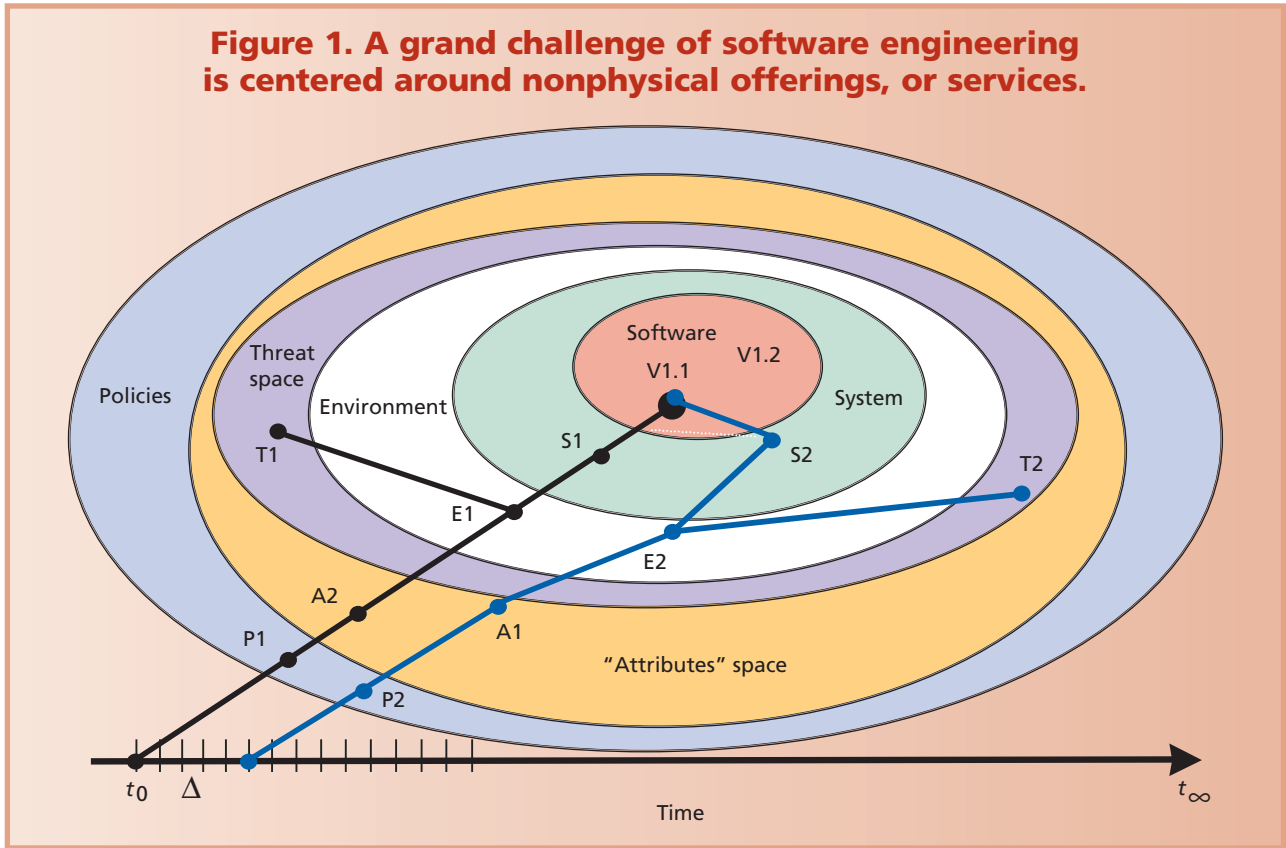 Figure 1. A grand challenge of software engineering
is centered around nonphysical offerings, or services.
Software
V1.2
V1.1
Threat
space
Policies
Environment
System
S1
S2
T1
T2
E1
E2
A2
A1
P1
"Attributes" space
P2
t0
Δ
t∞
Time